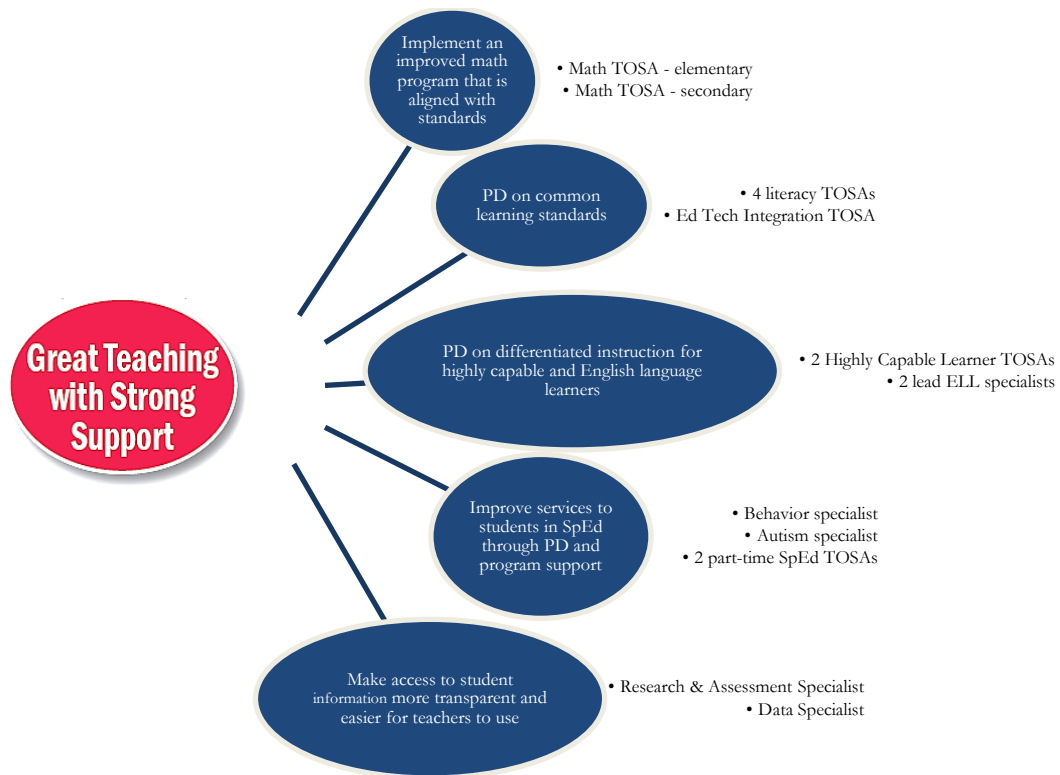 Great Teaching
with Strong
Support
Implement an
improved math
program that is
aligned with
standards
• Math TOSA - elementary
• Math TOSA - secondary
PD on common
learning standards
• 4 literacy TOSAs
• Ed Tech Integration TOSA
PD on differentiated instruction for
highly capable and English language
learners
• 2 Highly Capable Learner TOSAs
• 2 lead ELL specialists
Improve services to
students in SpEd
through PD and
program support
• Behavior specialist
• Autism specialist
• 2 part-time SpEd TOSAs
Make access to student
information more transparent and
easier for teachers to use
• Research & Assessment Specialist
• Data Specialist